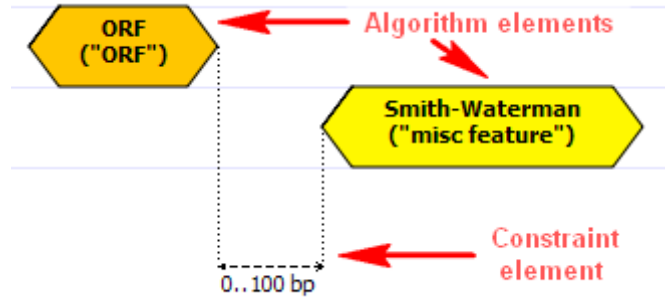 ORF
("ORF")
Algorithm elements
Smith-Waterman
("misc feature")
Constraint
element
0..100 bp